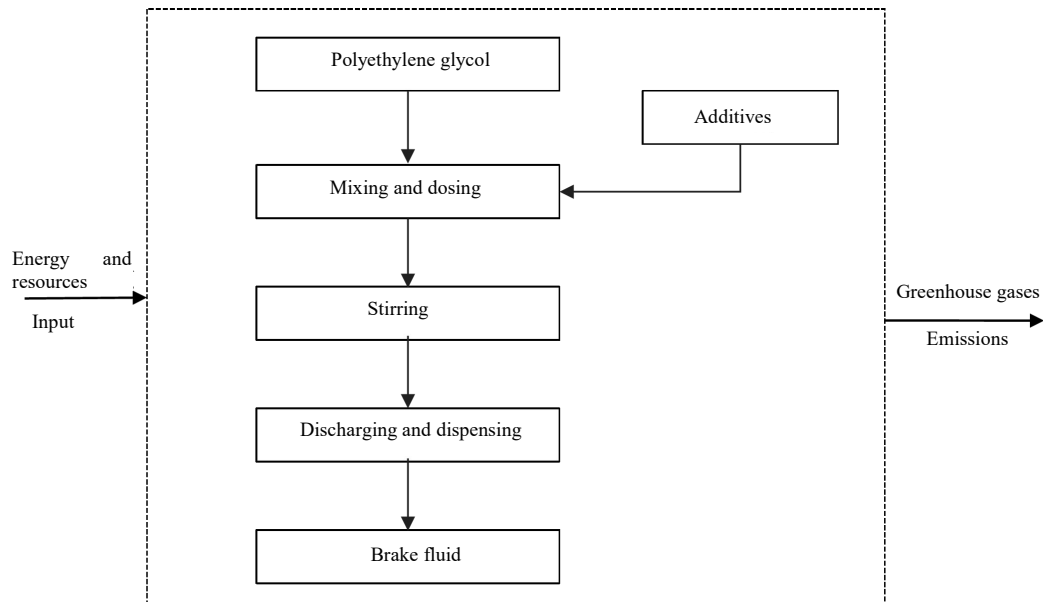 Polyethylene glycol
Additives
Mixing and dosing
Energy and
resources
Input
Stirring
Greenhouse gases
Emissions
Discharging and dispensing
Brake fluid